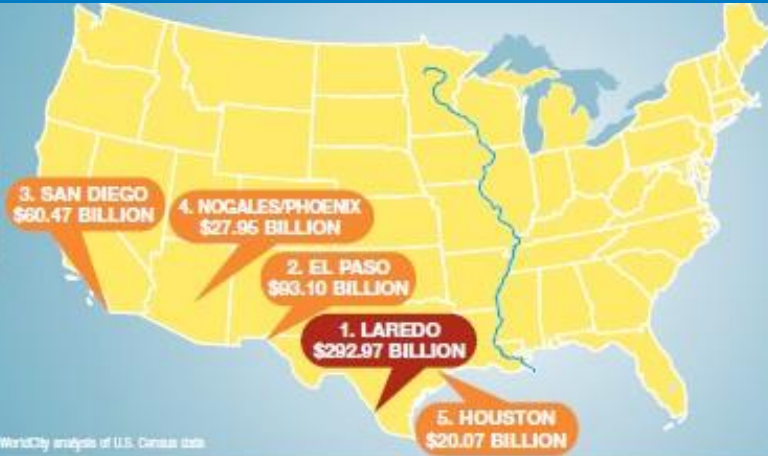 3. SAN DIEGO
$60.47 BILLION
4. NOGALES/PHOENIX
$27.95 BILLION
2. EL PASO
$93.10 BILLION
1. LAREDO
$292.97 BILLION
5. HOUSTON
$20.07 BILLION
WorldCity analysis of U.S. Census data